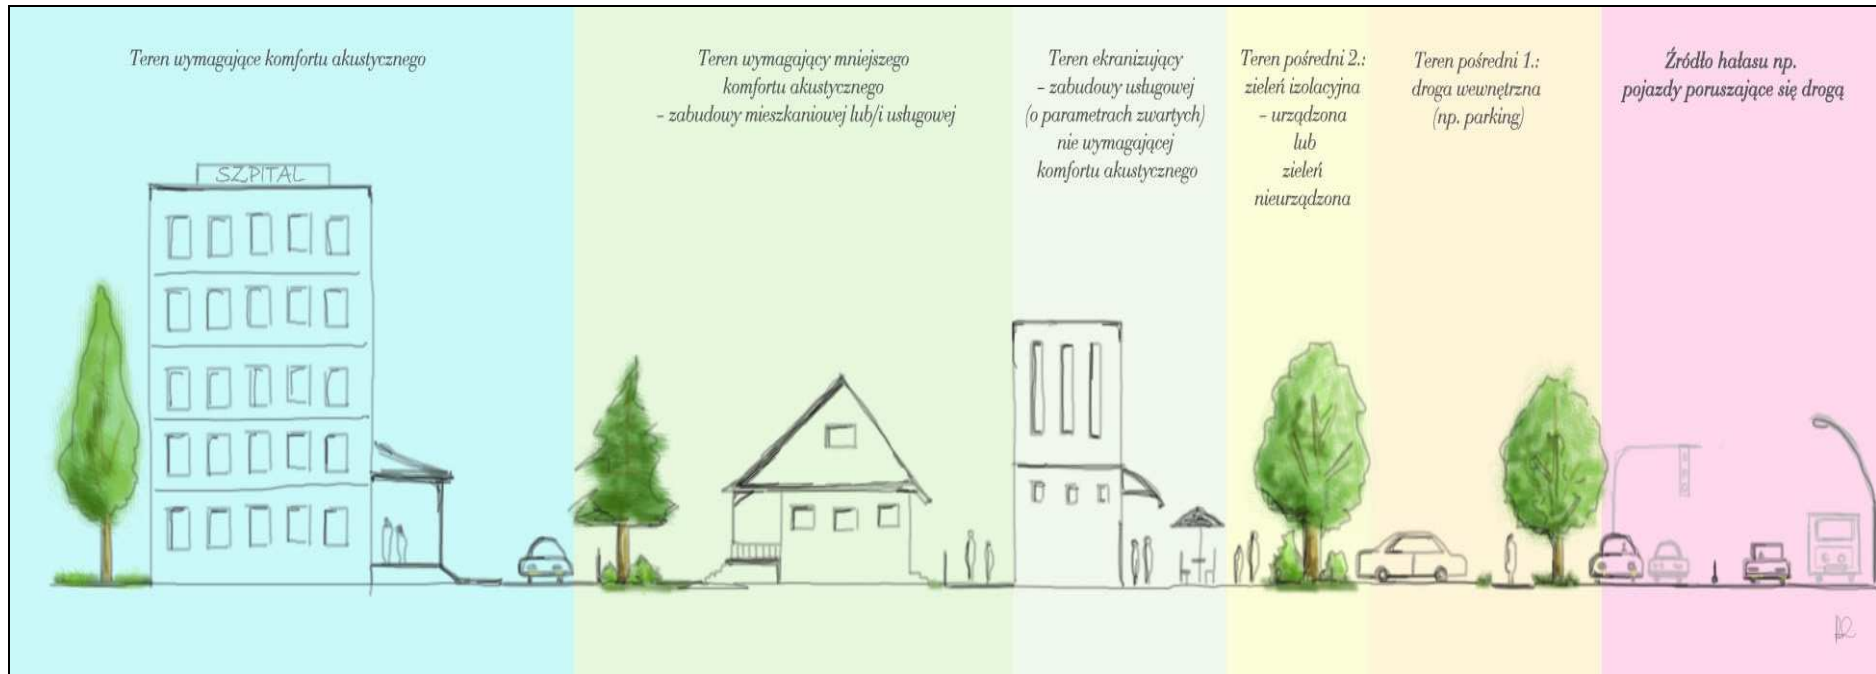 Teren wymagające komfortu akustycznego
Teren wymagający mniejszego
komfortu akustycznego
– zabudowy mieszkaniowej lub/i usługowej
Teren ekranizujący
– zabudowy usługowej
(o parametrach zwartych)
nie wymagającej
komfortu akustycznego
Teren pośredni 2.:
zieleń izolacyjna
– urządzona
lub
zieleń
nieurządzona
Teren pośredni 1.:
droga wewnętrzna
(np. parking)
Źródło hałasu np.
pojazdy poruszające się drogą
SZPITAL